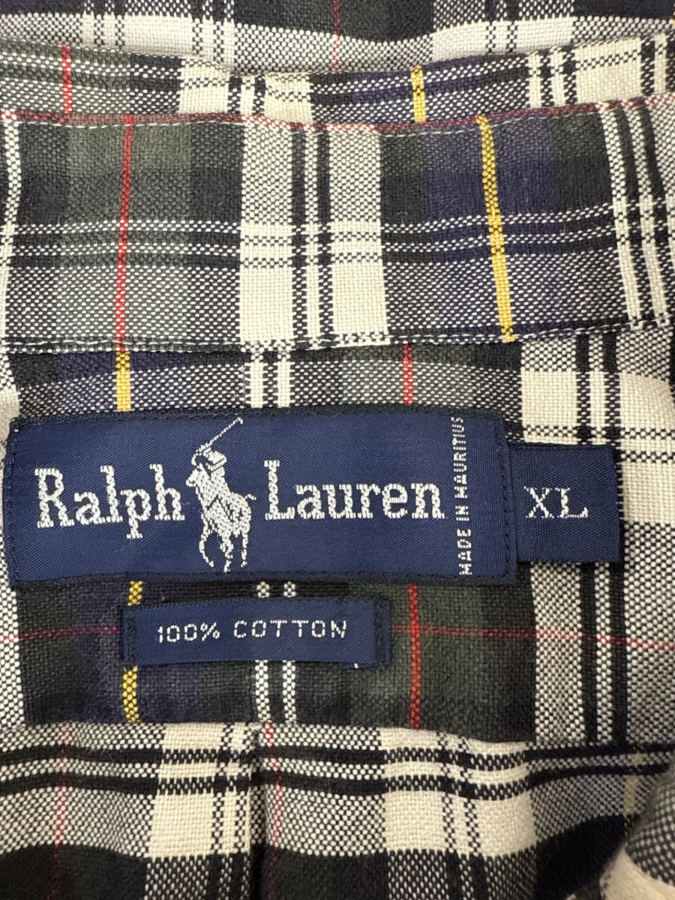 Ralph Lauren
MADE IN MAURITIUS
XL
100% COTTON